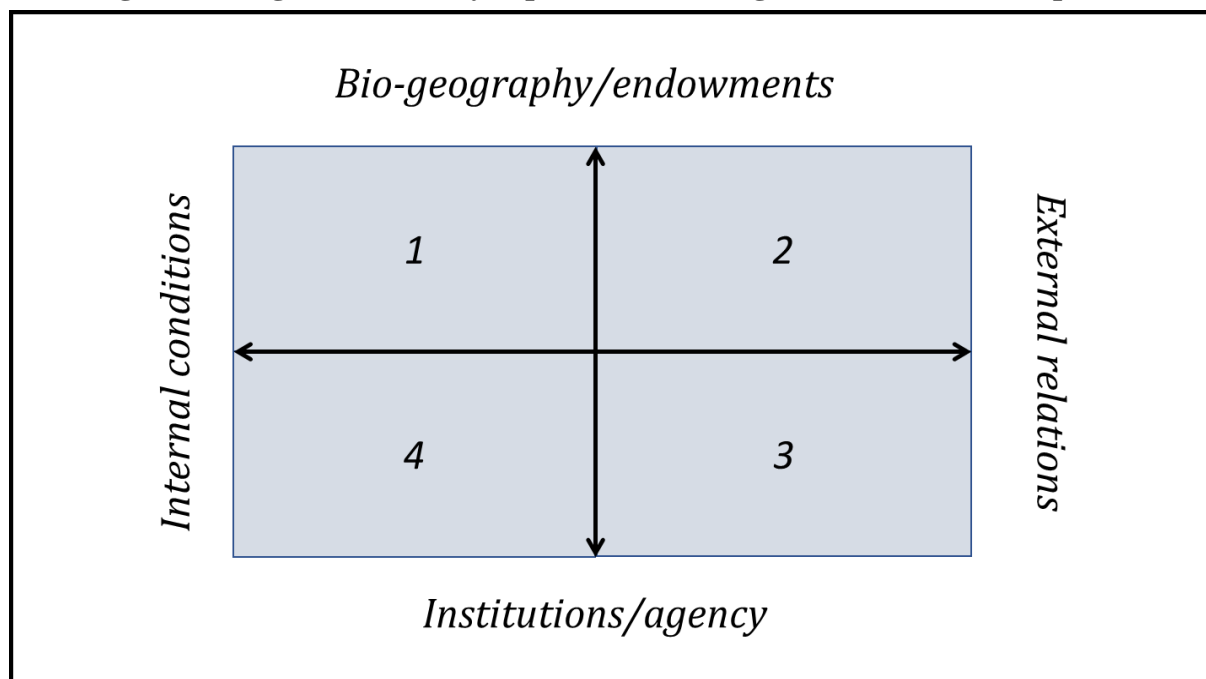 Bio-geography/endowments
Internal conditions
1
2
External relations
4
3
Institutions/agency